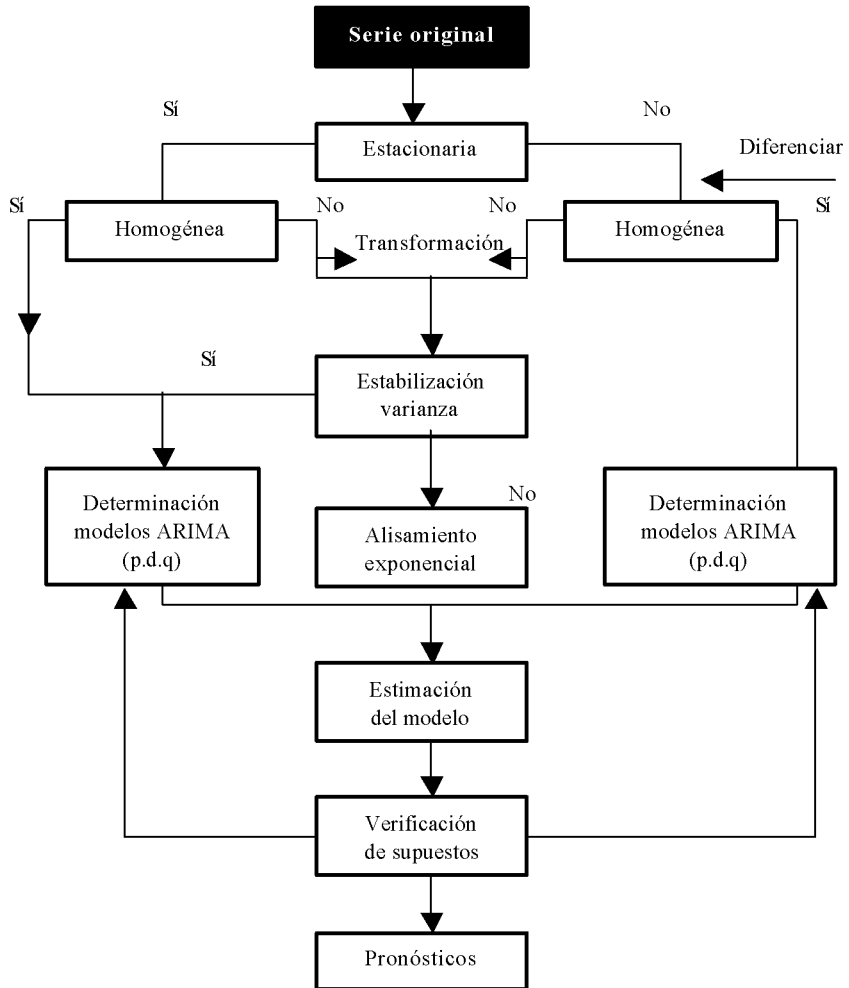 Serie original
Sí
No
Estacionaria
Diferenciar
Sí
No
No
Sí
Homogénea
Homogénea
Transformación
Sí
Estabilización
varianza
No
Determinación
modelos ARIMA
(p.d.q)
Alisamiento
exponencial
Determinación
modelos ARIMA
(p.d.q)
Estimación
del modelo
Verificación
de supuestos
Pronósticos